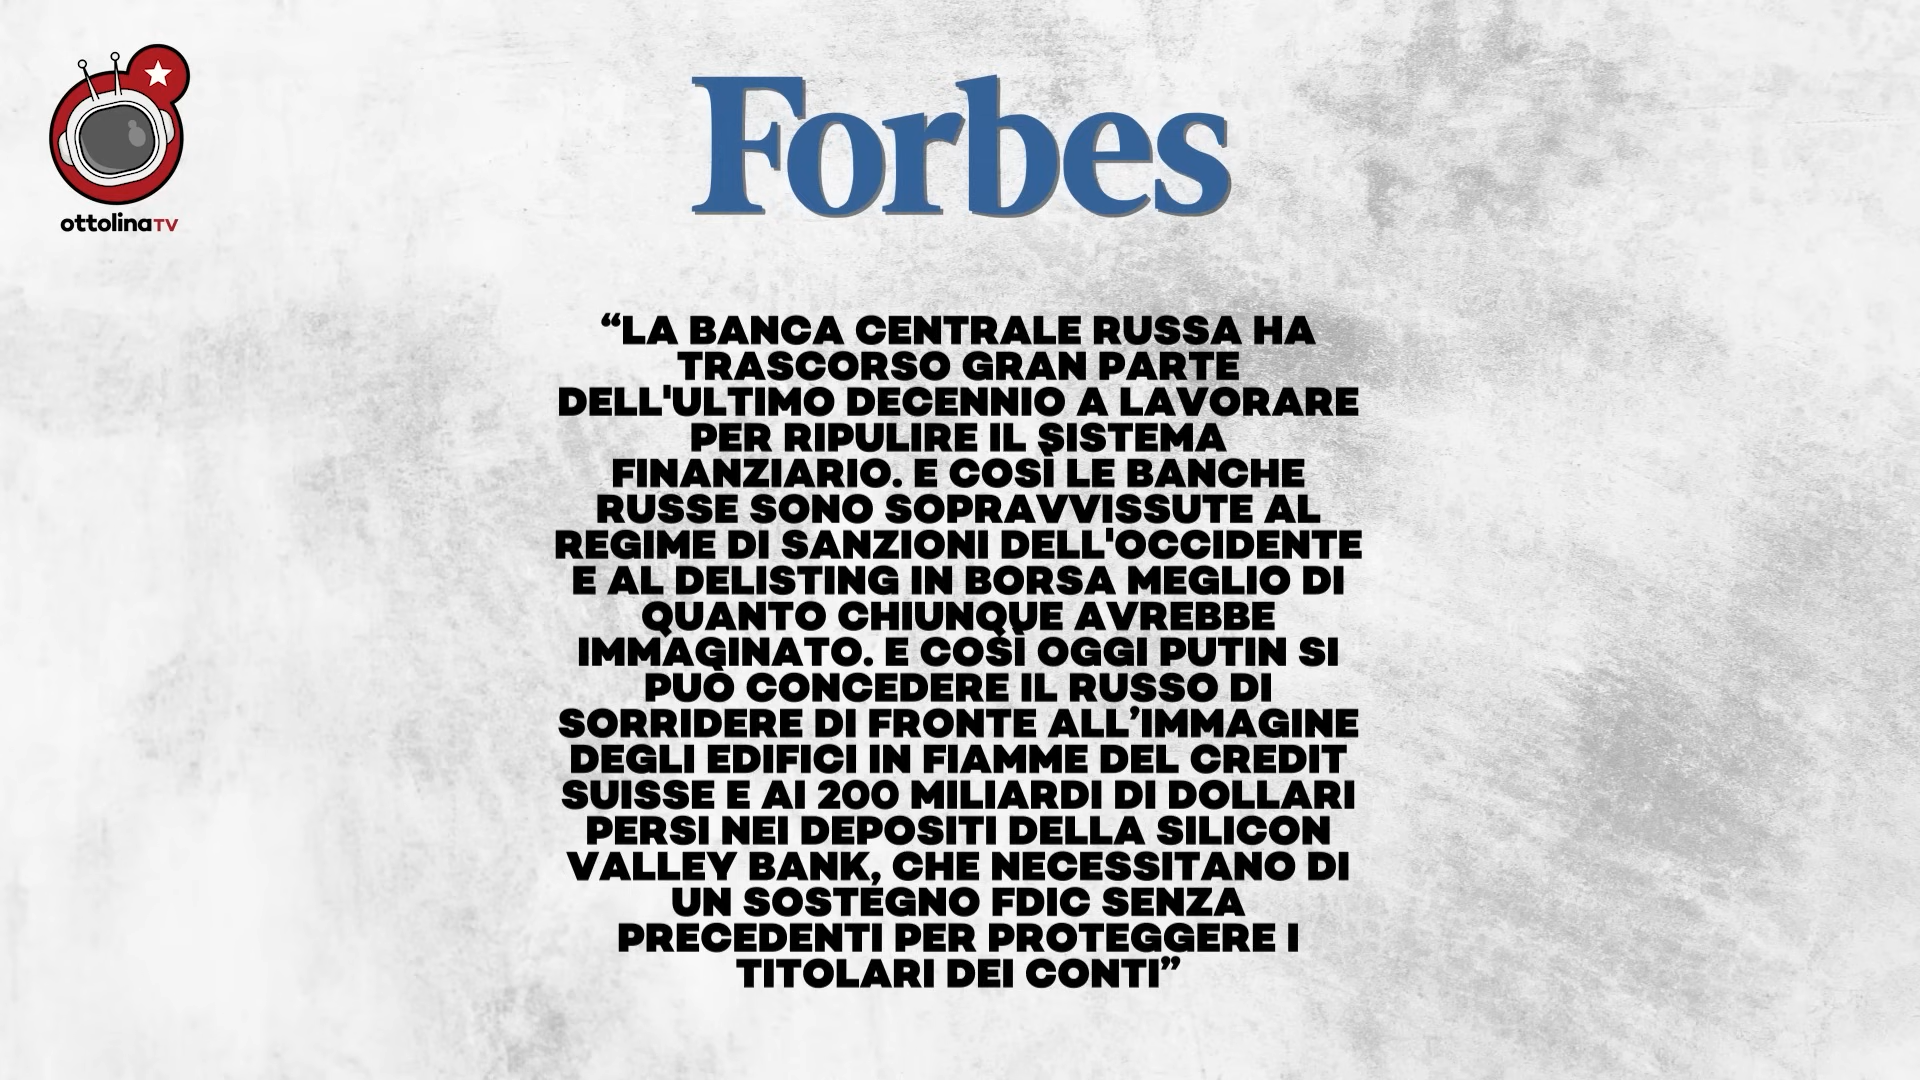 ottolinaTV
Forbes
“LA BANCA CENTRALE RUSSA HA
TRASCORSO GRAN PARTE
DELL'ULTIMO DECENNIO A LAVORARE
PER RIPULIRE IL SISTEMA
FINANZIARIO. E COSÌ LE BANCHE
RUSSE SONO SOPRAVVISSUTE AL
REGIME DI SANZIONI DELL'OCCIDENTE
E AL DELISTING IN BORSA MEGLIO DI
QUANTO CHIUNQUE AVREBBE
IMMAGINATO. E COSÌ OGGI PUTIN SI
PUÒ CONCEDERE IL RUSSO DI
SORRIDERE DI FRONTE ALL’IMMAGINE
DEGLI EDIFICI IN FIAMME DEL CREDIT
SUISSE E AI 200 MILIARDI DI DOLLARI
PERSI NEI DEPOSITI DELLA SILICON
VALLEY BANK, CHE NECESSITANO DI
UN SOSTEGNO FDIC SENZA
PRECEDENTI PER PROTEGGERE I
TITOLARI DEI CONTI”